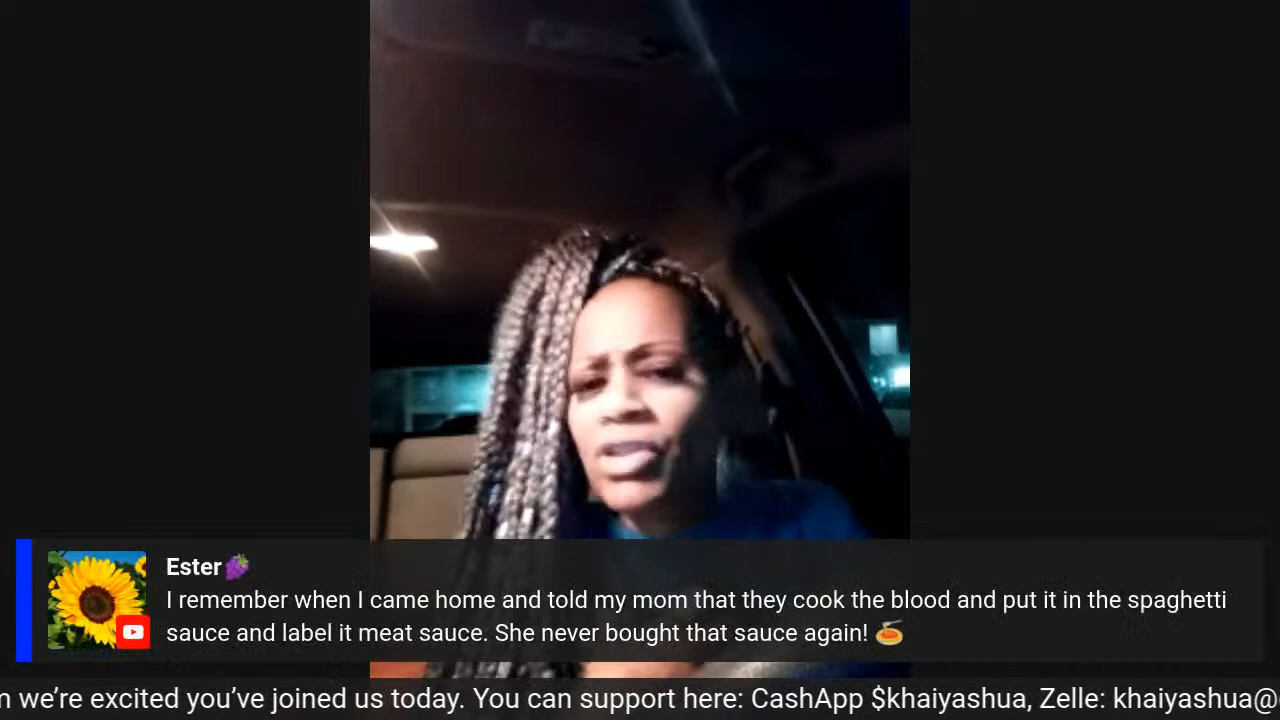 Ester🍇
I remember when I came home and told my mom that they cook the blood and put it in the spaghetti
sauce and label it meat sauce. She never bought that sauce again! 🍝
we’re excited you’ve joined us today. You can support here: CashApp $khaiyashua, Zelle: khaiyashua@